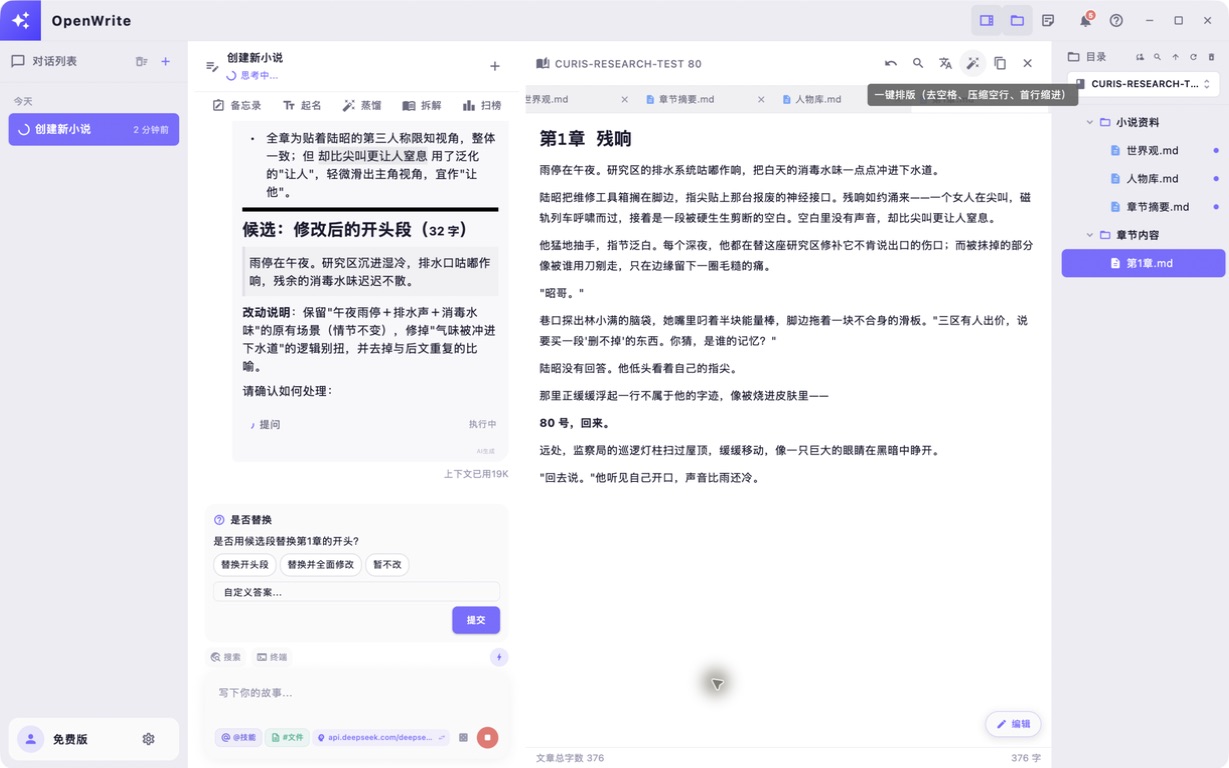 OpenWrite
6
对话列表
今天
创建新小说
2 分钟前
免费版
创建新小说
思考中...
备忘录
起名
蒸馏
拆解
扫榜
• 全章为贴着陆昭的第三人称限知视角，整体
一致；但 却比尖叫更让人窒息 用了泛化
的"让人"，轻微滑出主角视角，宜作"让
他"。
候选：修改后的开头段（32 字）
雨停在午夜。研究区沉进湿冷，排水口咕嘟作
响，残余的消毒水味迟迟不散。
改动说明：保留"午夜雨停＋排水声＋消毒水
味"的原有场景（情节不变），修掉"气味被冲进
下水道"的逻辑别扭，并去掉与后文重复的比
喻。
请确认如何处理：
提问
执行中
AI生成
上下文已用19K
是否替换
是否用候选段替换第1章的开头?
替换开头段
替换并全面修改
暂不改
自定义答案...
提交
搜索
终端
写下你的故事...
@技能
#文件
api.deepseek.com/deepse...
CURIS-RESEARCH-TEST 80
世界观.md
章节摘要.md
人物库.md
一键排版（去空格、压缩空行、首行缩进）
第1章 残响
雨停在午夜。研究区的排水系统咕嘟作响，把白天的消毒水味一点点冲进下水道。
陆昭把维修工具箱搁在脚边，指尖贴上那台报废的神经接口。残响如约涌来——一个女人在尖叫，磁
轨列车呼啸而过，接着是一段被硬生生剪断的空白。空白里没有声音，却比尖叫更让人窒息。
他猛地抽手，指节泛白。每个深夜，他都在替这座研究区修补它不肯说出口的伤口；而被抹掉的部分
像被谁用刀剜走，只在边缘留下一圈毛糙的痛。
"昭哥。"
巷口探出林小满的脑袋，她嘴里叼着半块能量棒，脚边拖着一块不合身的滑板。"三区有人出价，说
要买一段'删不掉'的东西。你猜，是谁的记忆？"
陆昭没有回答。他低头看着自己的指尖。
那里正缓缓浮起一行不属于他的字迹，像被烧进皮肤里——
80 号，回来。
远处，监察局的巡逻灯柱扫过屋顶，缓缓移动，像一只巨大的眼睛在黑暗中睁开。
"回去说。"他听见自己开口，声音比雨还冷。
编辑
文章总字数 376
376 字
目录
CURIS-RESEARCH-T...
小说资料
世界观.md
人物库.md
章节摘要.md
章节内容
第1章.md